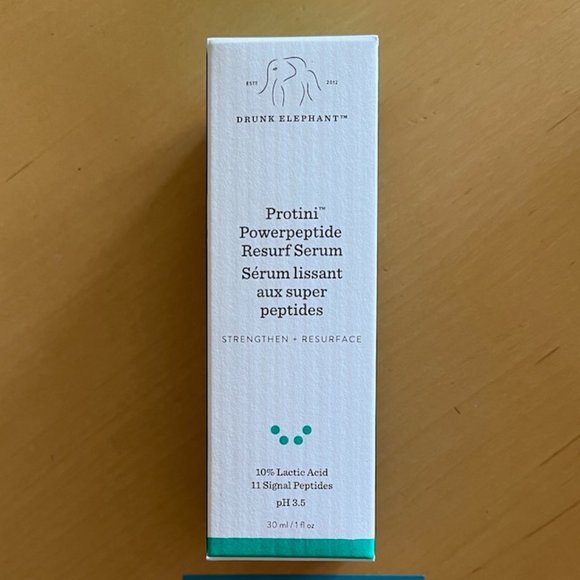 ESTE 2012
DRUNK ELEPHANT™
Protini™
Powerpeptide
Resurf Serum
Sérum lissant
aux super
peptides
STRENGTHEN + RESURFACE
10% Lactic Acid
11 Signal Peptides
pH 3.5
30 ml / 1 fl oz